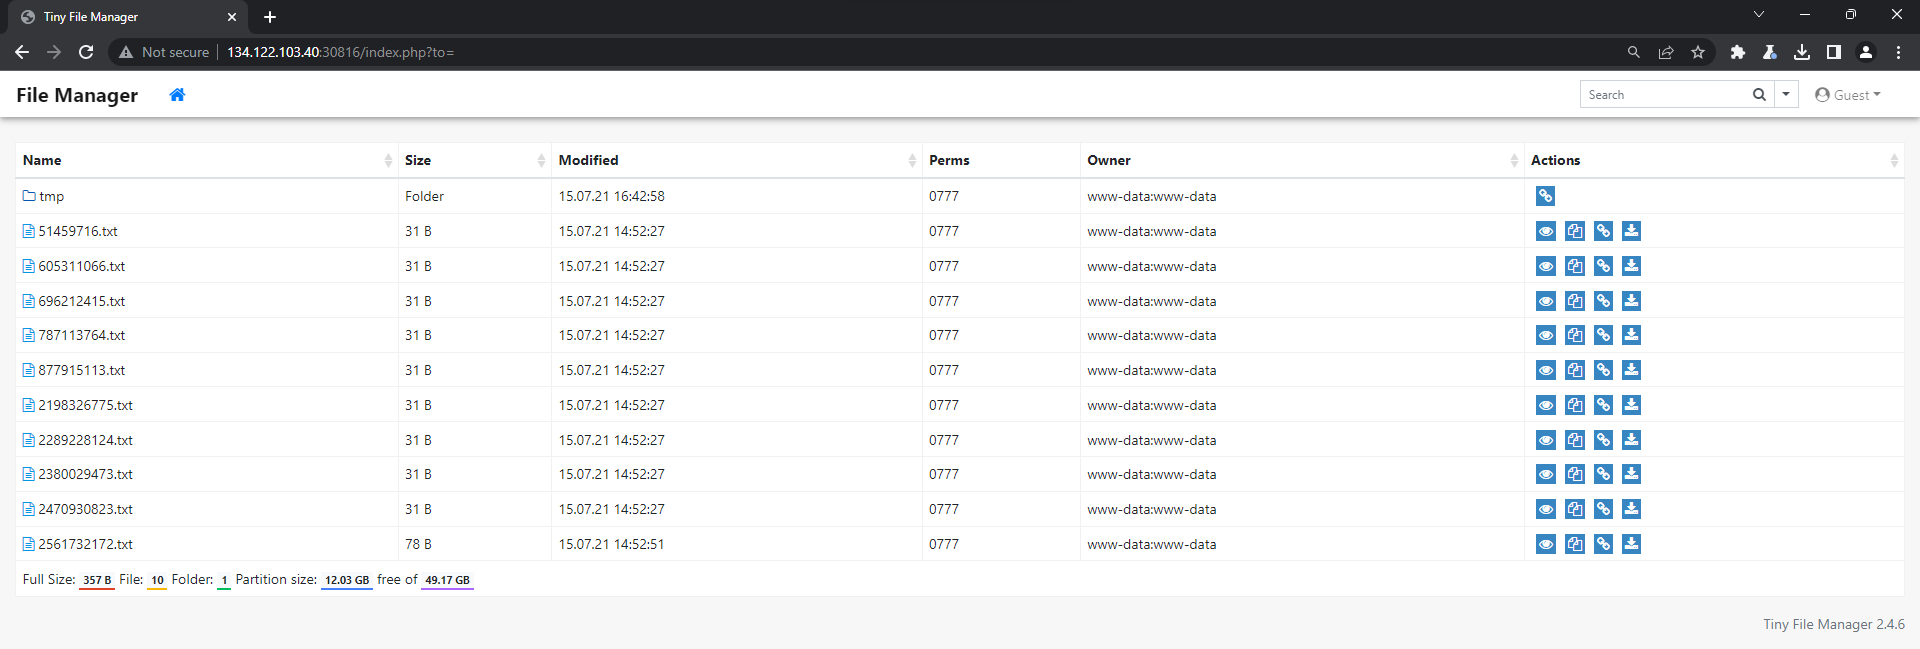 Tiny File Manager
Not secure 134.122.103.40:30816/index.php?to=
File Manager Search Guest
Name Size Modified Perms Owner Actions
tmp Folder 15.07.21 16:42:58 0777 www-data:www-data
51459716.txt 31 B 15.07.21 14:52:27 0777 www-data:www-data
605311066.txt 31 B 15.07.21 14:52:27 0777 www-data:www-data
696212415.txt 31 B 15.07.21 14:52:27 0777 www-data:www-data
787113764.txt 31 B 15.07.21 14:52:27 0777 www-data:www-data
877915113.txt 31 B 15.07.21 14:52:27 0777 www-data:www-data
2198326775.txt 31 B 15.07.21 14:52:27 0777 www-data:www-data
2289228124.txt 31 B 15.07.21 14:52:27 0777 www-data:www-data
2380029473.txt 31 B 15.07.21 14:52:27 0777 www-data:www-data
2470930823.txt 31 B 15.07.21 14:52:27 0777 www-data:www-data
2561732172.txt 78 B 15.07.21 14:52:51 0777 www-data:www-data
Full Size: 357 B File: 10 Folder: 1 Partition size: 12.03 GB free of 49.17 GB
Tiny File Manager 2.4.6